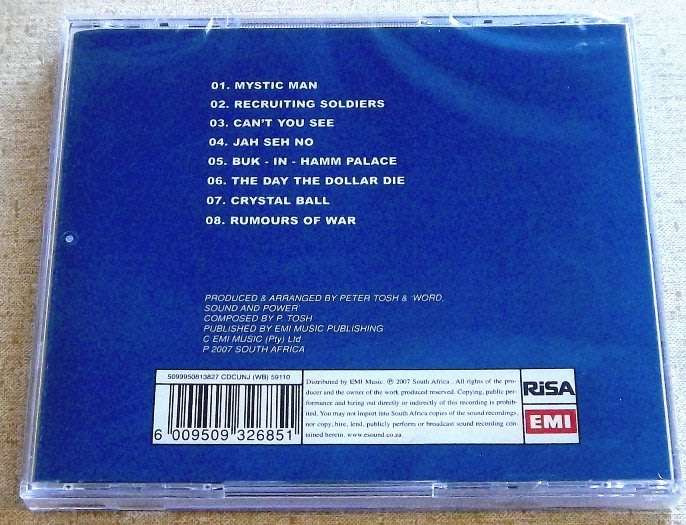 01. MYSTIC MAN
02. RECRUITING SOLDIERS
03. CAN'T YOU SEE
04. JAH SEH NO
05. BUK - IN - HAMM PALACE
06. THE DAY THE DOLLAR DIE
07. CRYSTAL BALL
08. RUMOURS OF WAR
PRODUCED & ARRANGED BY PETER TOSH & 'WORD,
SOUND AND POWER'
COMPOSED BY P. TOSH
PUBLISHED BY EMI MUSIC PUBLISHING
C EMI MUSIC (Pty) Ltd
P 2007 SOUTH AFRICA
5099950813827 CDCUNJ (WB) 59110
6 009509 326851
Distributed by EMI Music. ℗ 2007 South Africa. All rights of the pro-
ducer and the owner of the work produced reserved. Copying, public per-
formance and hiring out directly or indirectly of this recording is prohib-
ited. You may not import into South Africa copies of the sound recordings,
nor copy, hire, lend, publicly perform or broadcast sound recording con-
tained herein. www.esound.co.za
RiSA
EMI